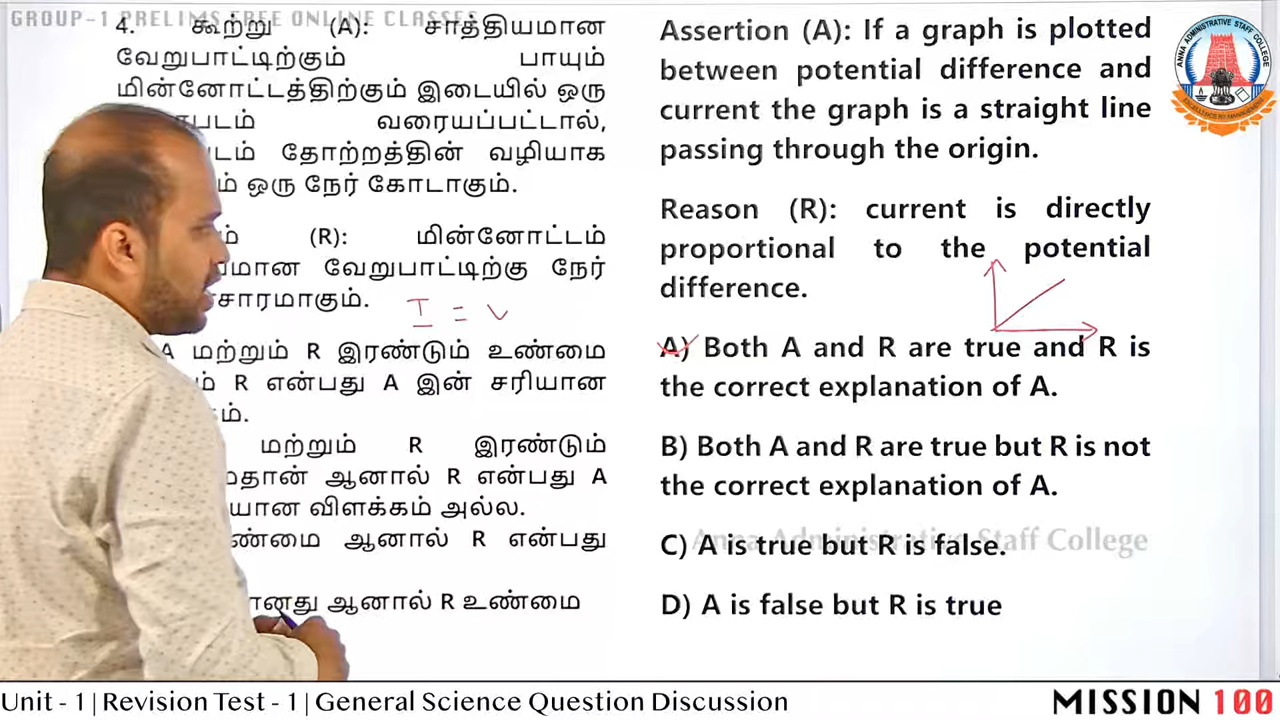 GROUP-1 PRELIMS FREE ONLINE CLASSES
4. கூற்று (A): சாத்தியமான
வேறுபாட்டிற்கும் பாயும்
மின்னோட்டத்திற்கும் இடையில் ஒரு
வரையப்பட்டால்,
தோற்றத்தின் வழியாக
ஒரு நேர் கோடாகும்.
(R): மின்னோட்டம்
வேறுபாட்டிற்கு நேர்
I = V
A மற்றும் R இரண்டும் உண்மை
R என்பது A இன் சரியான
மற்றும் R இரண்டும்
ஆனால் R என்பது A
விளக்கம் அல்ல.
ஆனால் R என்பது
ஆனால் R உண்மை
Assertion (A): If a graph is plotted
between potential difference and
current the graph is a straight line
passing through the origin.
Reason (R): current is directly
proportional to the potential
difference.
A) Both A and R are true and R is
the correct explanation of A.
B) Both A and R are true but R is not
the correct explanation of A.
C) A is true but R is false.
Anna Administrative Staff College
D) A is false but R is true
ANNA ADMINISTRATIVE STAFF COLLEGE
Unit - 1 | Revision Test - 1 | General Science Question Discussion
MISSION 100